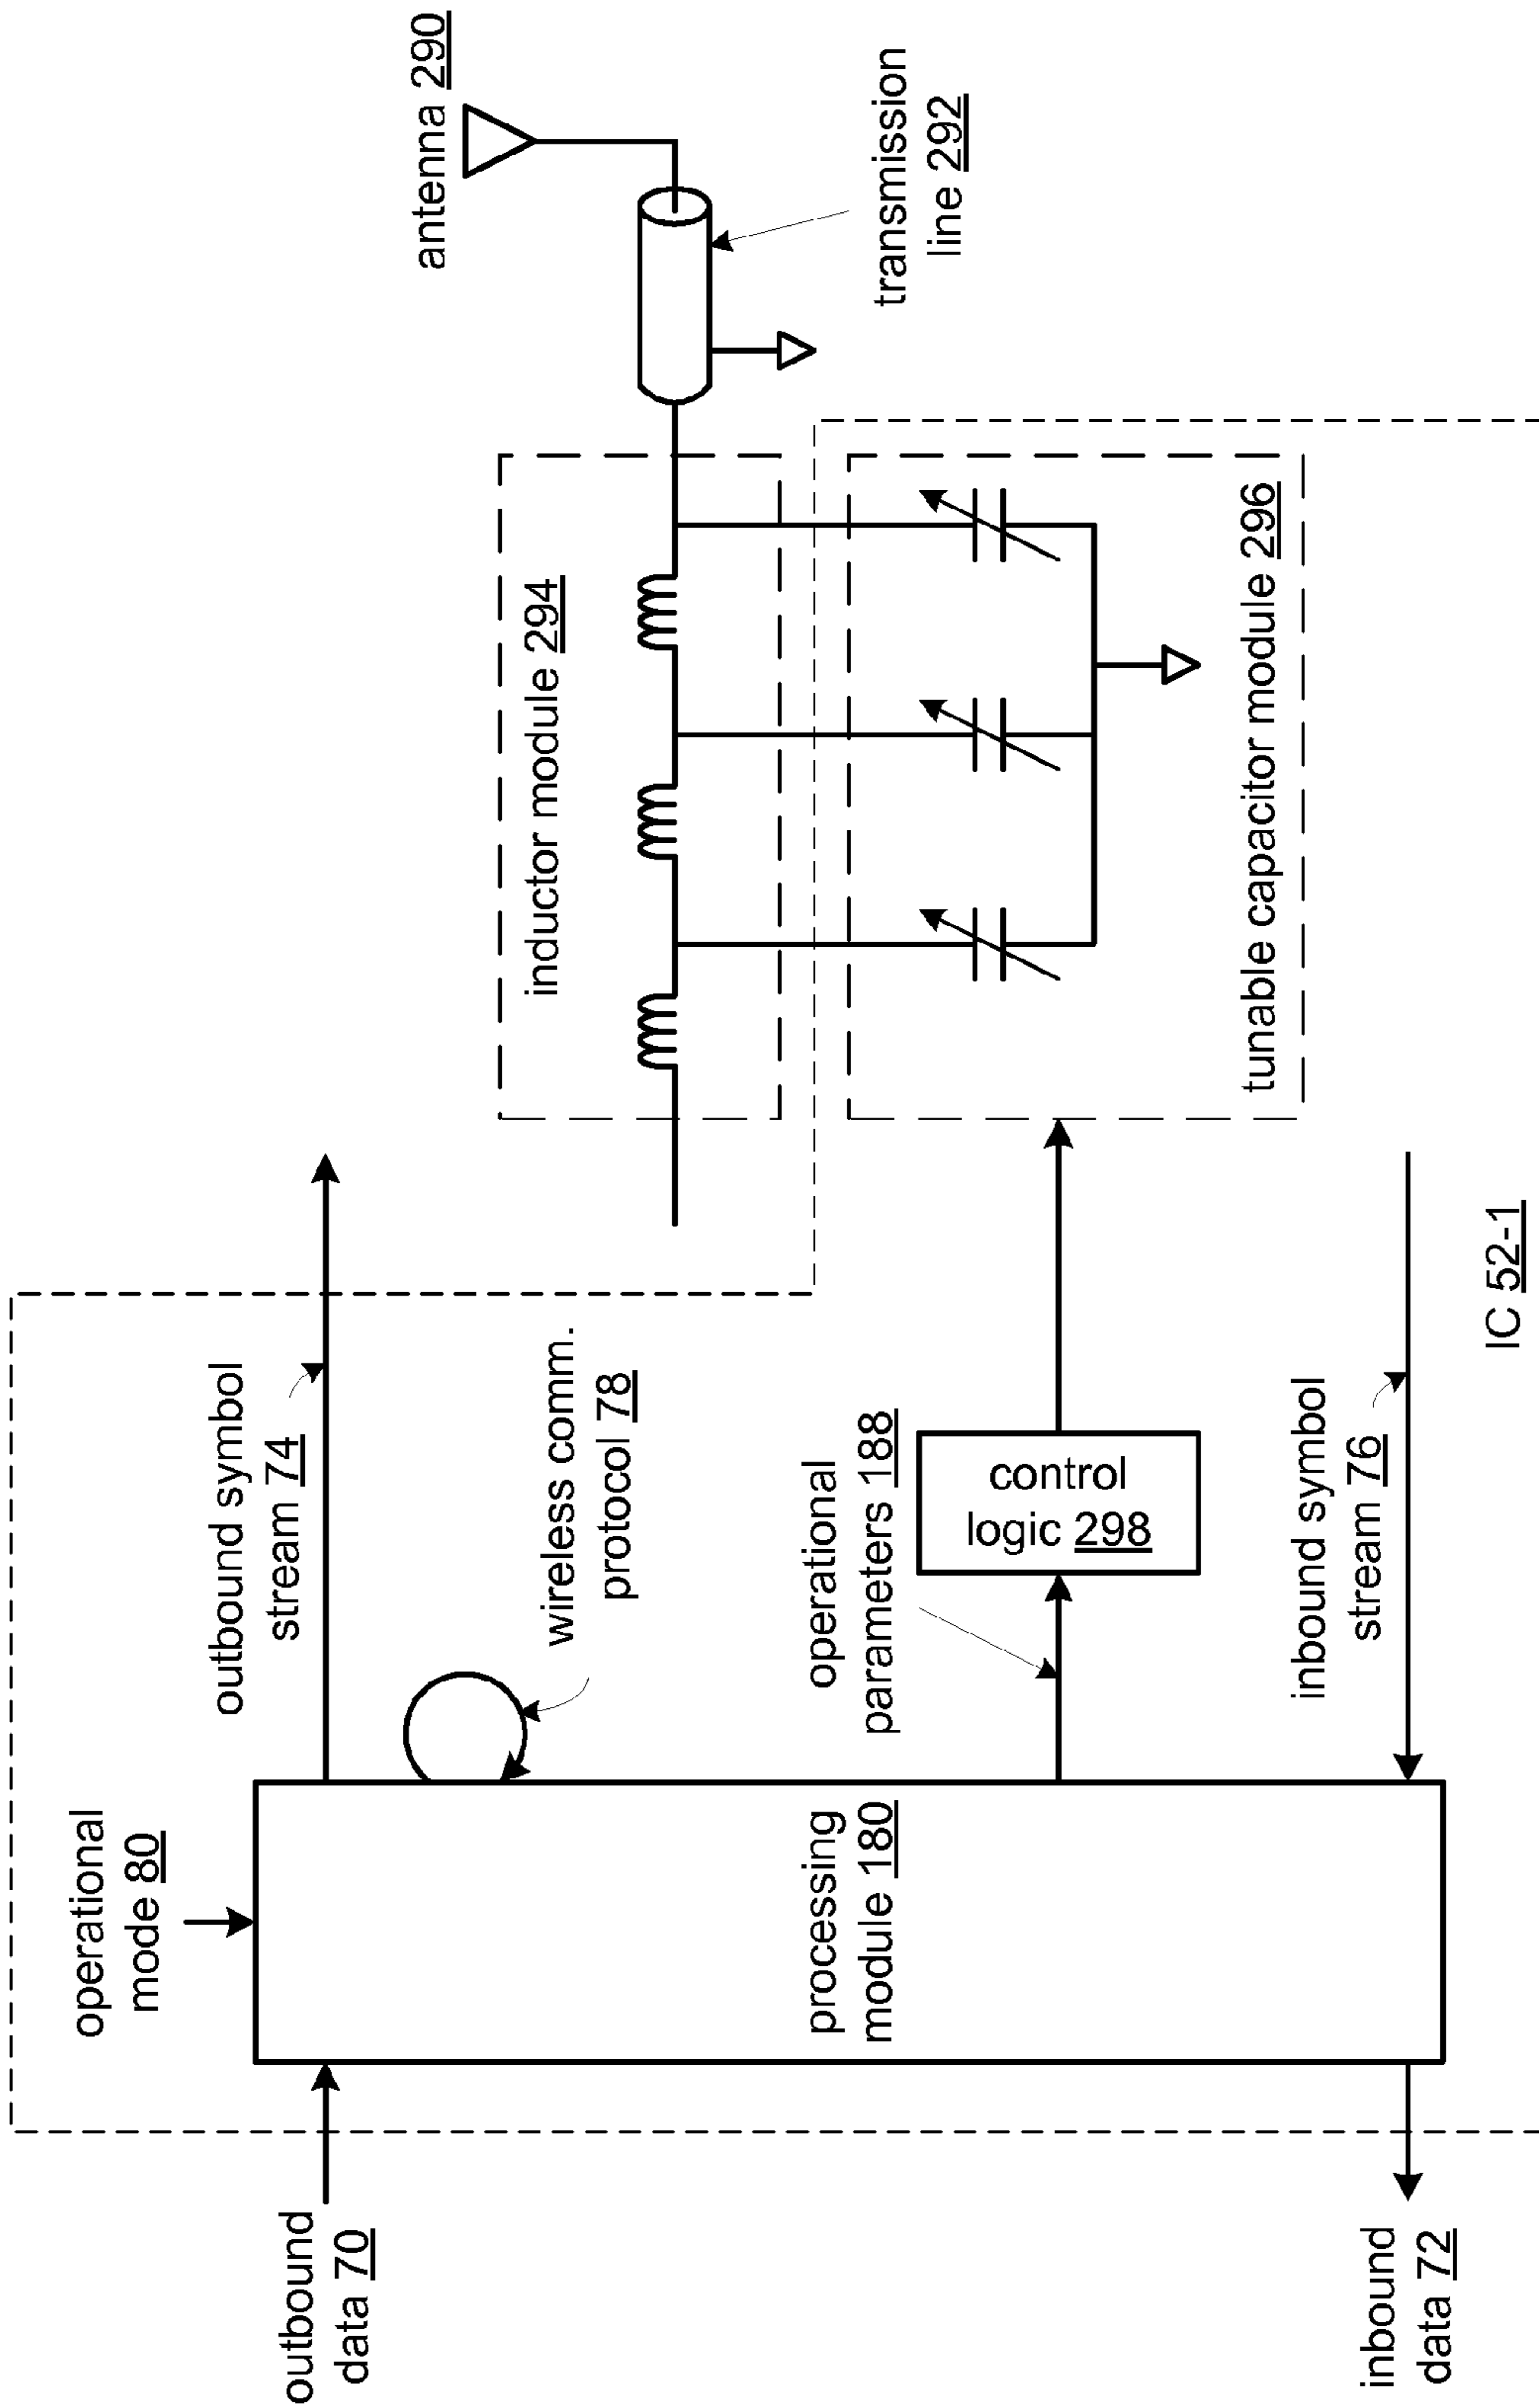 antenna 290
transmission
line 292
inductor module 294
tunable capacitor module 296
outbound symbol
stream 74
wireless comm.
protocol 78
operational
parameters 188
control
logic 298
inbound symbol
stream 76
IC 52-1
operational
mode 80
processing
module 180
outbound
data 70
inbound
data 72